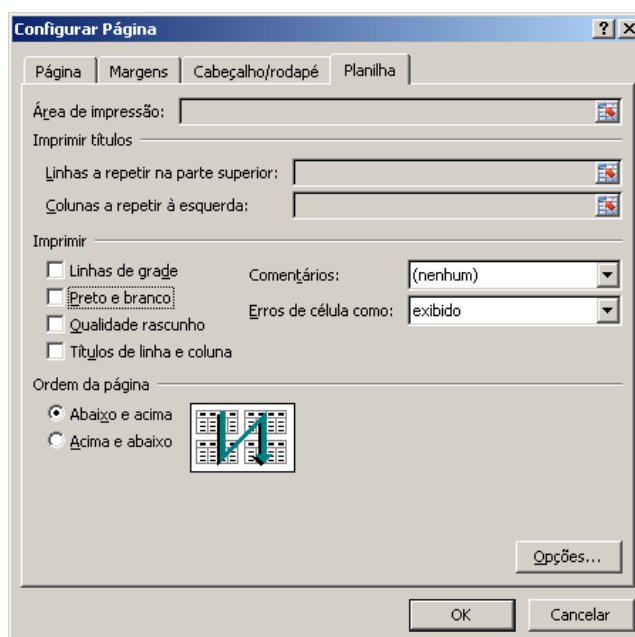 Configurar Página
Página Margens Cabeçalho/rodapé Planilha
Área de impressão:
Imprimir títulos
Linhas a repetir na parte superior:
Colunas a repetir à esquerda:
Imprimir
Linhas de grade Comentários: (nenhum)
Preto e branco Erros de célula como: exibido
Qualidade rascunho
Títulos de linha e coluna
Ordem da página
Abaixo e acima
Acima e abaixo
Opções...
OK Cancelar